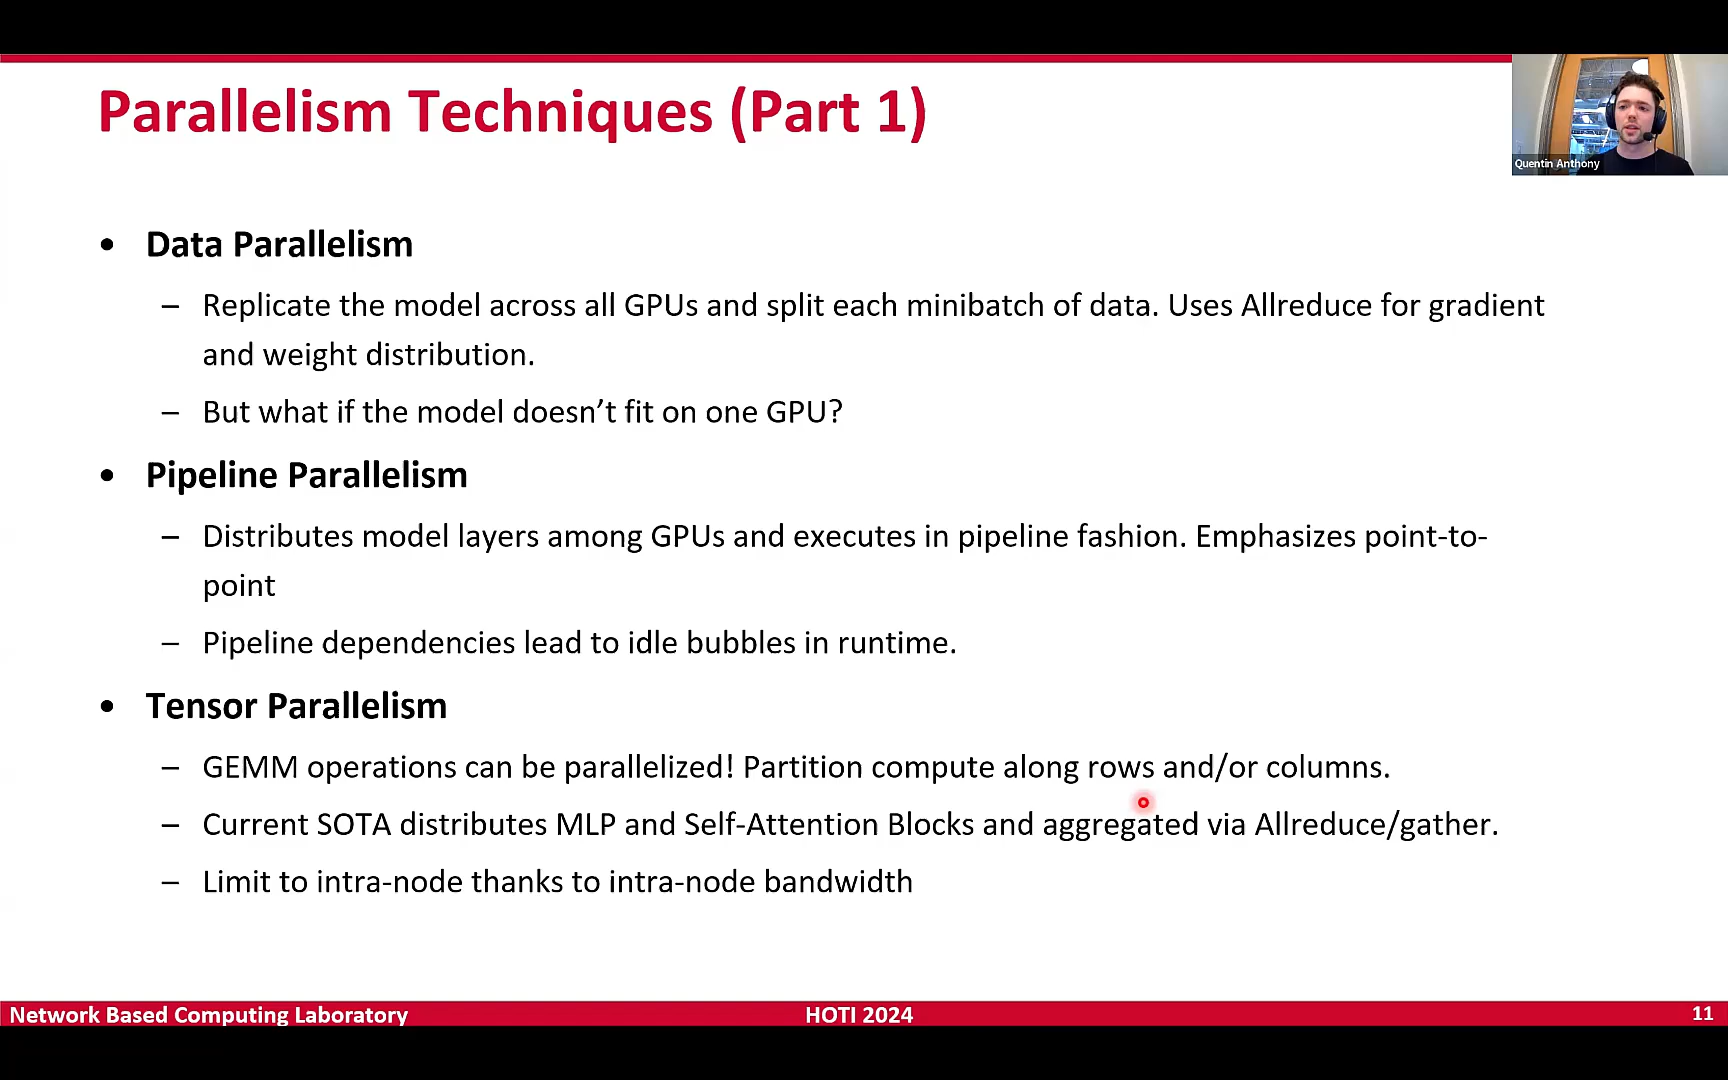 Parallelism Techniques (Part 1)
Quentin Anthony
• Data Parallelism
– Replicate the model across all GPUs and split each minibatch of data. Uses Allreduce for gradient
and weight distribution.
– But what if the model doesn’t fit on one GPU?
• Pipeline Parallelism
– Distributes model layers among GPUs and executes in pipeline fashion. Emphasizes point-to-
point
– Pipeline dependencies lead to idle bubbles in runtime.
• Tensor Parallelism
– GEMM operations can be parallelized! Partition compute along rows and/or columns.
– Current SOTA distributes MLP and Self-Attention Blocks and aggregated via Allreduce/gather.
– Limit to intra-node thanks to intra-node bandwidth
Network Based Computing Laboratory
HOTI 2024
11